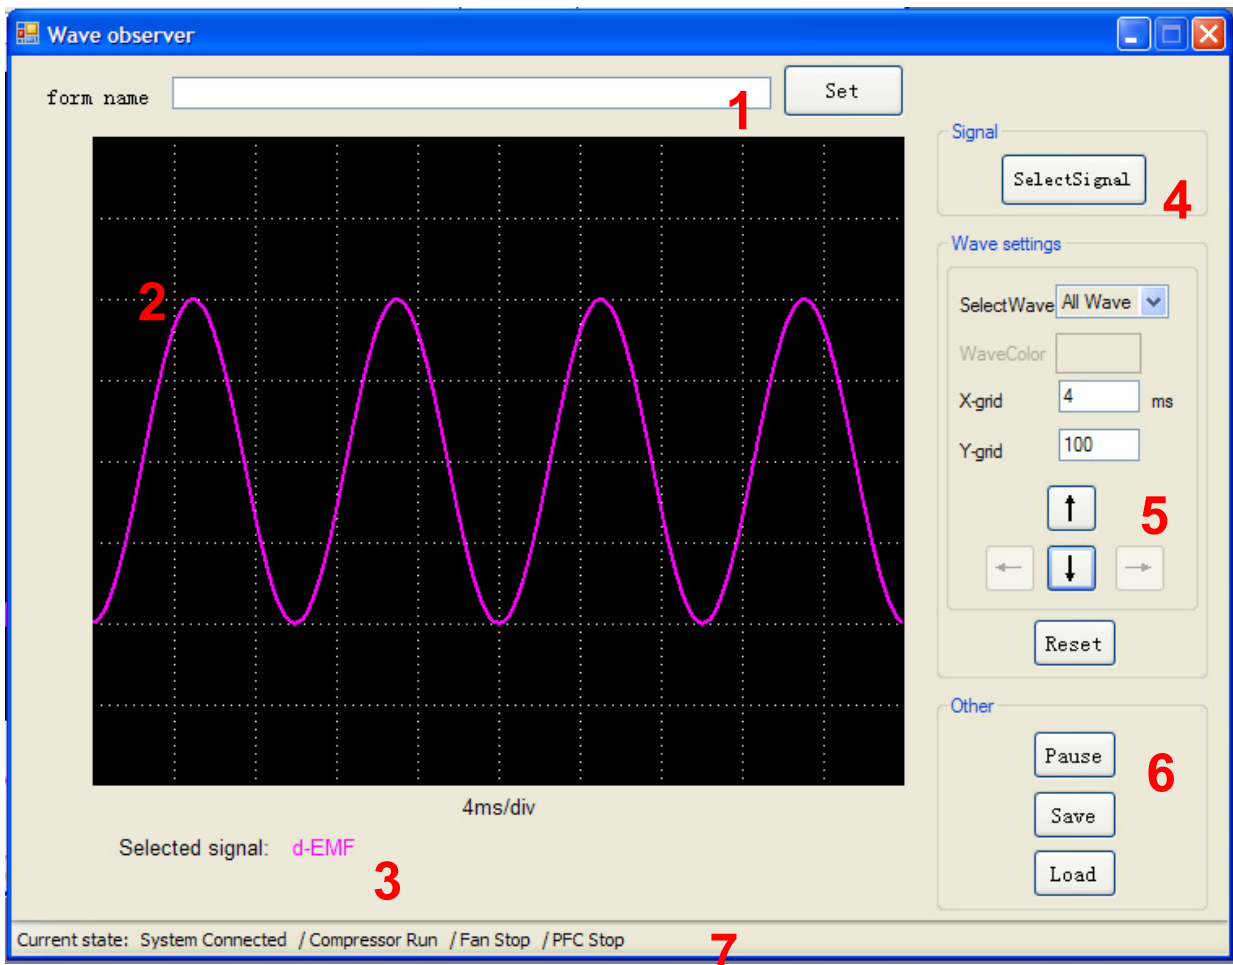 Wave observer
form name
1
Set
Signal
SelectSignal
4
2
Wave settings
SelectWave All Wave
WaveColor
X-grid 4 ms
Y-grid 100
↑
5
← ↓ →
Reset
Other
Pause
6
Save
Load
4ms/div
Selected signal: d-EMF
3
Current state: System Connected / Compressor Run / Fan Stop / PFC Stop
7